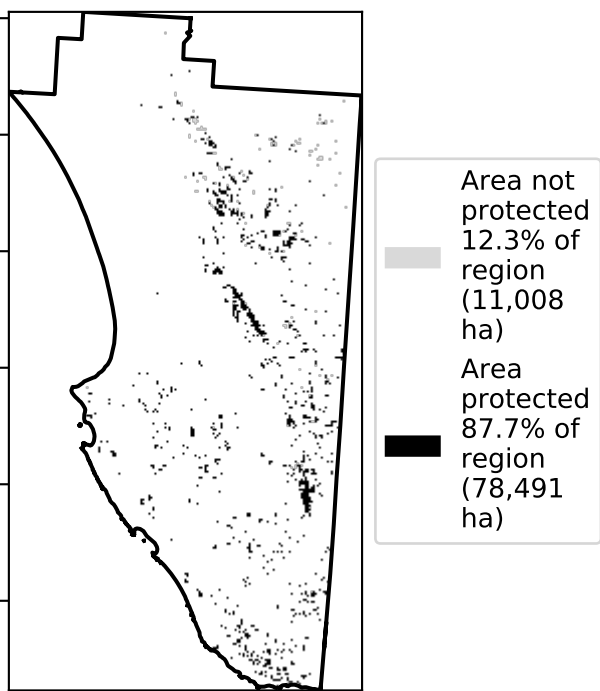 Area not
protected
12.3% of
region
(11,008
ha)
Area
protected
87.7% of
region
(78,491
ha)